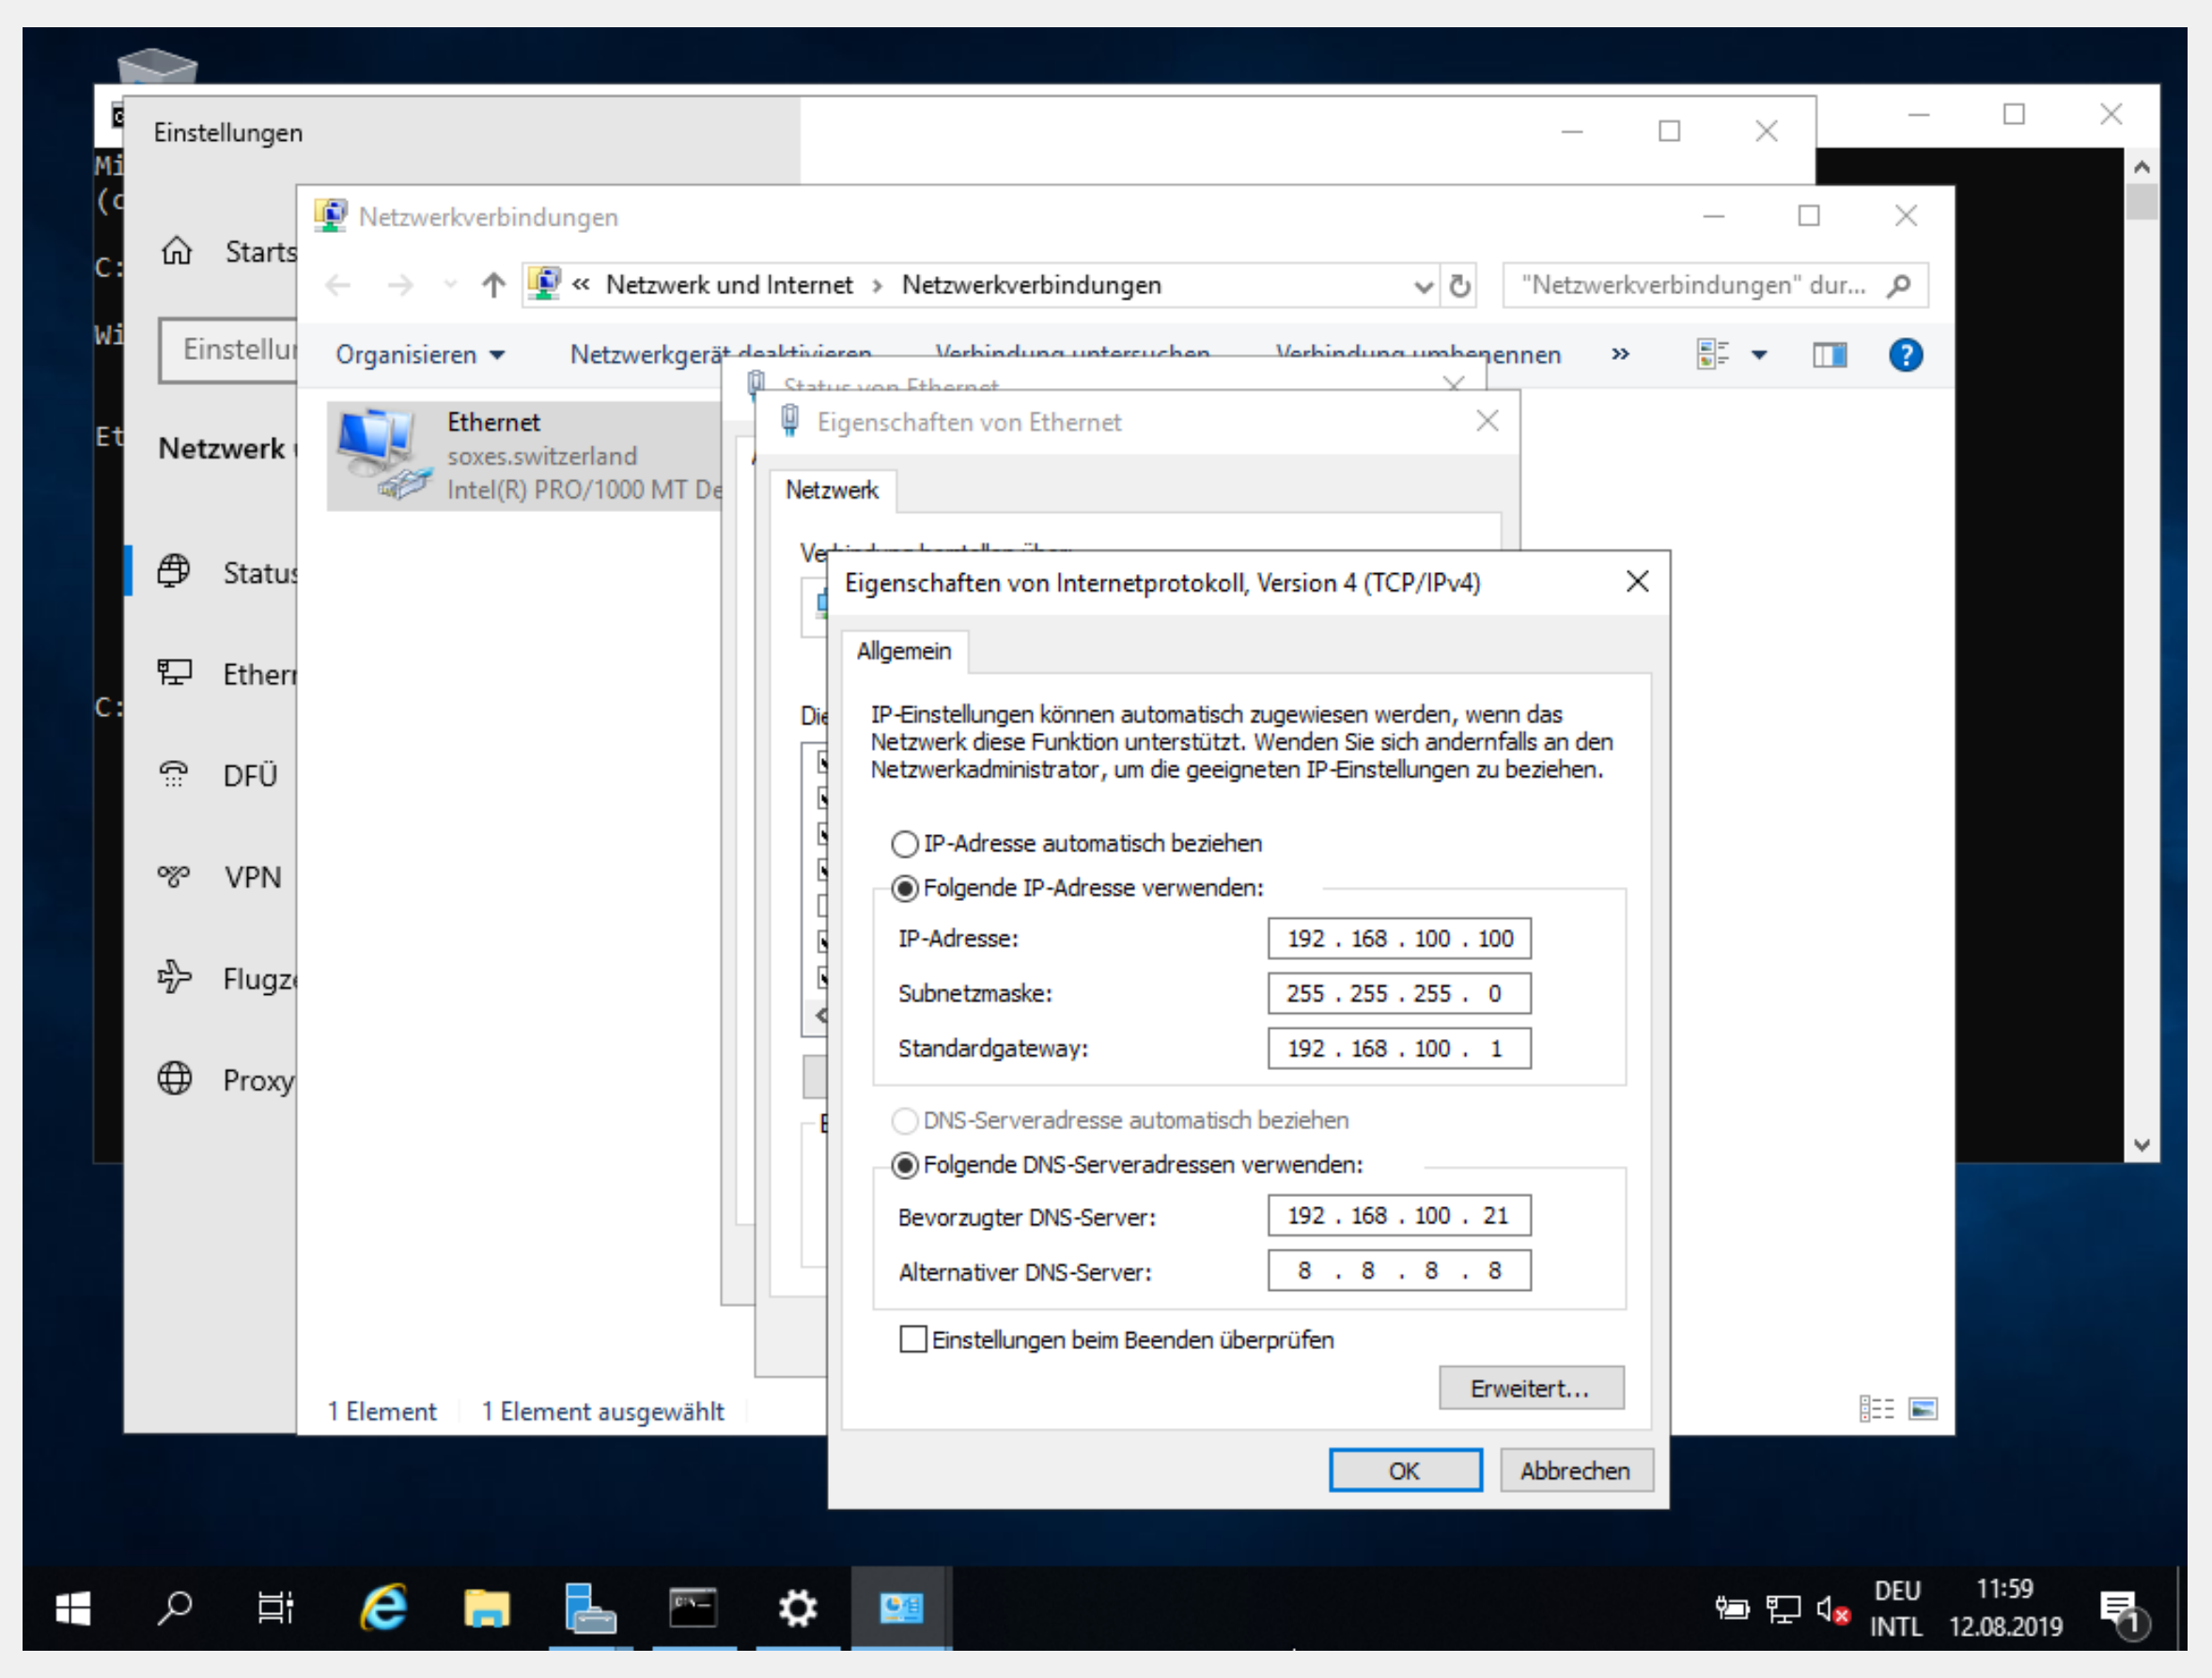 Einstellungen
Mi
(c
C:
Wi
Et
C:
Netzwerkverbindungen
« Netzwerk und Internet › Netzwerkverbindungen
"Netzwerkverbindungen" dur...
Organisieren
Netzwerkgerät deaktivieren
Verbindung untersuchen
Verbindung umbenennen
»
Starts
Einstellun
Netzwerk
Status
Ethern
DFÜ
VPN
Flugze
Proxy
Ethernet
soxes.switzerland
Intel(R) PRO/1000 MT De
1 Element
1 Element ausgewählt
Status von Ethernet
Eigenschaften von Ethernet
Netzwerk
Verbindung herstellen über:
Die
Eigenschaften von Internetprotokoll, Version 4 (TCP/IPv4)
Allgemein
IP-Einstellungen können automatisch zugewiesen werden, wenn das
Netzwerk diese Funktion unterstützt. Wenden Sie sich andernfalls an den
Netzwerkadministrator, um die geeigneten IP-Einstellungen zu beziehen.
IP-Adresse automatisch beziehen
Folgende IP-Adresse verwenden:
IP-Adresse: 192 . 168 . 100 . 100
Subnetzmaske: 255 . 255 . 255 . 0
Standardgateway: 192 . 168 . 100 . 1
DNS-Serveradresse automatisch beziehen
Folgende DNS-Serveradressen verwenden:
Bevorzugter DNS-Server: 192 . 168 . 100 . 21
Alternativer DNS-Server: 8 . 8 . 8 . 8
Einstellungen beim Beenden überprüfen
Erweitert...
OK
Abbrechen
DEU
INTL
11:59
12.08.2019
1